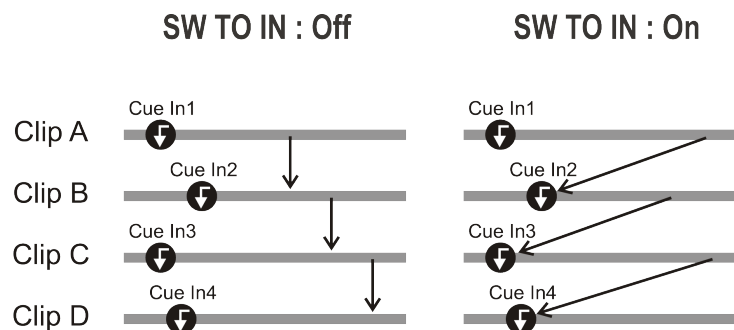 SW TO IN : Off
SW TO IN : On
Cue In1
Cue In1
Clip A
Cue In2
Cue In2
Clip B
Cue In3
Cue In3
Clip C
Cue In4
Cue In4
Clip D